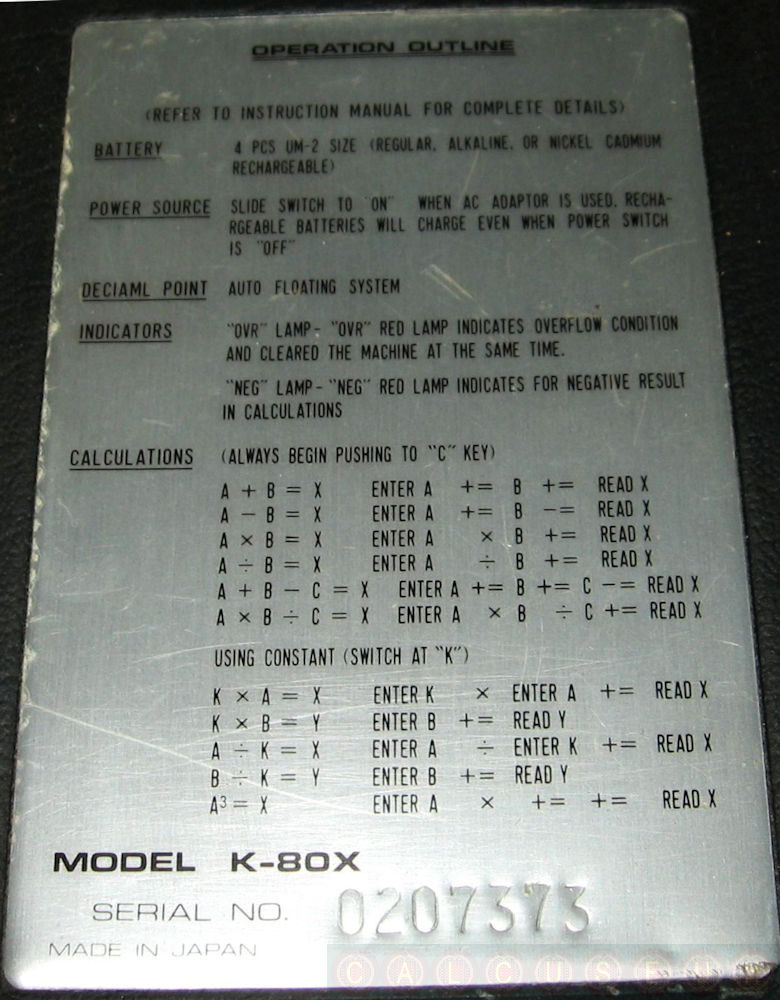 OPERATION OUTLINE
(REFER TO INSTRUCTION MANUAL FOR COMPLETE DETAILS)
BATTERY 4 PCS UM-2 SIZE (REGULAR, ALKALINE, OR NICKEL CADMIUM
RECHARGEABLE)
POWER SOURCE SLIDE SWITCH TO "ON" WHEN AC ADAPTOR IS USED, RECHA-
RGEABLE BATTERIES WILL CHARGE EVEN WHEN POWER SWITCH
IS "OFF"
DECIAML POINT AUTO FLOATING SYSTEM
INDICATORS "OVR" LAMP- "OVR" RED LAMP INDICATES OVERFLOW CONDITION
AND CLEARED THE MACHINE AT THE SAME TIME.
"NEG" LAMP- "NEG" RED LAMP INDICATES FOR NEGATIVE RESULT
IN CALCULATIONS
CALCULATIONS (ALWAYS BEGIN PUSHING TO "C" KEY)
A + B = X ENTER A += B += READ X
A − B = X ENTER A += B −= READ X
A × B = X ENTER A × B += READ X
A ÷ B = X ENTER A ÷ B += READ X
A + B − C = X ENTER A += B += C −= READ X
A × B ÷ C = X ENTER A × B ÷ C += READ X
USING CONSTANT (SWITCH AT "K")
K × A = X ENTER K × ENTER A += READ X
K × B = Y ENTER B += READ Y
A ÷ K = X ENTER A ÷ ENTER K += READ X
B ÷ K = Y ENTER B += READ Y
A³ = X ENTER A × += += READ X
MODEL K-80X
SERIAL NO. 0207373
MADE IN JAPAN
CALCUSEUM